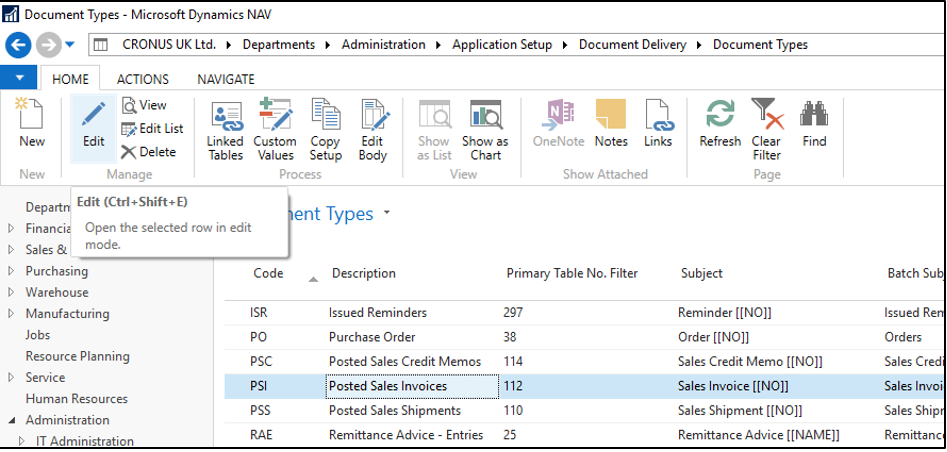 Document Types - Microsoft Dynamics NAV
CRONUS UK Ltd. Departments Administration Application Setup Document Delivery Document Types
HOME ACTIONS NAVIGATE
New
Edit
View
Edit List
Delete
Linked Tables
Custom Values
Copy Setup
Edit Body
Show as List
Show as Chart
OneNote
Notes
Links
Refresh
Clear Filter
Find
New Manage Process View Show Attached Page
Edit (Ctrl+Shift+E)
Open the selected row in edit
mode.
Departm
Financia
Sales &
Purchasing
Warehouse
Manufacturing
Jobs
Resource Planning
Service
Human Resources
Administration
IT Administration
ment Types
Code Description Primary Table No. Filter Subject Batch Sub
ISR Issued Reminders 297 Reminder [[NO]] Issued Rem
PO Purchase Order 38 Order [[NO]] Orders
PSC Posted Sales Credit Memos 114 Sales Credit Memo [[NO]] Sales Credi
PSI Posted Sales Invoices 112 Sales Invoice [[NO]] Sales Invoi
PSS Posted Sales Shipments 110 Sales Shipment [[NO]] Sales Shipm
RAE Remittance Advice - Entries 25 Remittance Advice [[NAME]] Remittance